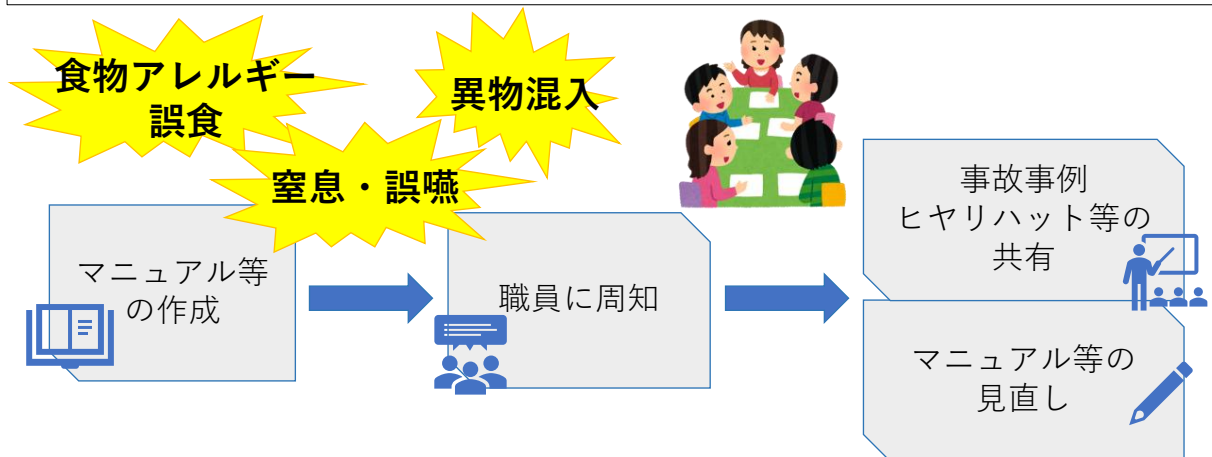 食物アレルギー
誤食
異物混入
窒息・誤嚥
マニュアル等
の作成
職員に周知
事故事例
ヒヤリハット等の
共有
マニュアル等の
見直し